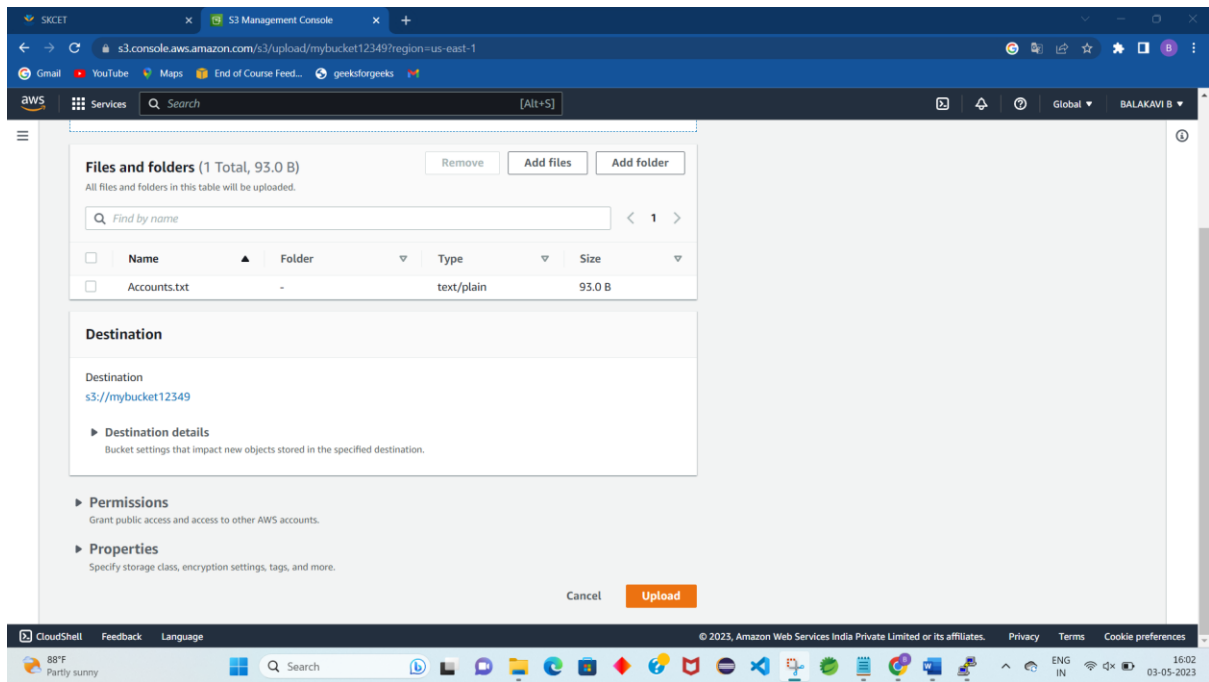 SKCET
S3 Management Console
s3.console.aws.amazon.com/s3/upload/mybucket12349?region=us-east-1
B
Gmail YouTube Maps End of Course Feed... geeksforgeeks
aws Services Search [Alt+S] Global BALAKAVI B
Files and folders (1 Total, 93.0 B) Remove Add files Add folder
All files and folders in this table will be uploaded.
Find by name 1
Name Folder Type Size
Accounts.txt - text/plain 93.0 B
Destination
Destination
s3://mybucket12349
Destination details
Bucket settings that impact new objects stored in the specified destination.
Permissions
Grant public access and access to other AWS accounts.
Properties
Specify storage class, encryption settings, tags, and more.
Cancel Upload
CloudShell Feedback Language © 2023, Amazon Web Services India Private Limited or its affiliates. Privacy Terms Cookie preferences
88°F
Partly sunny
Search
ENG
IN
16:02
03-05-2023